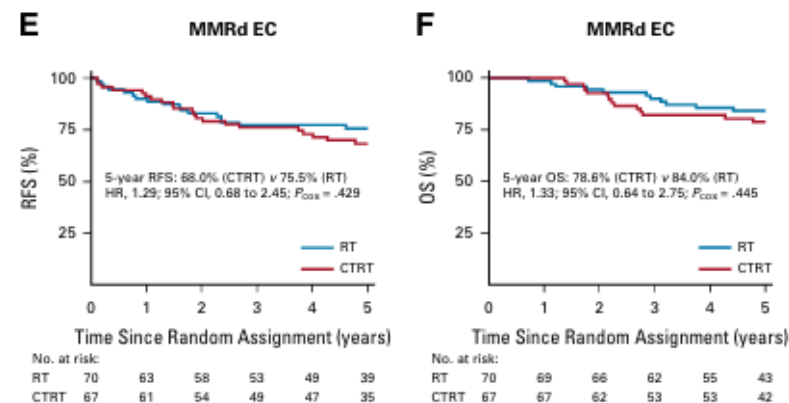 E
MMRd EC
100
75
50
25
RFS (%)
5-year RFS: 68.0% (CTRT) v 75.5% (RT)
HR, 1.29; 95% CI, 0.68 to 2.45; Pcox = .429
RT
CTRT
0 1 2 3 4 5
Time Since Random Assignment (years)
No. at risk:
RT 70 63 58 53 49 39
CTRT 67 61 54 49 47 35
F
MMRd EC
100
75
50
25
OS (%)
5-year OS: 78.6% (CTRT) v 84.0% (RT)
HR, 1.33; 95% CI, 0.64 to 2.75; Pcox = .445
RT
CTRT
0 1 2 3 4 5
Time Since Random Assignment (years)
No. at risk:
RT 70 69 66 62 55 43
CTRT 67 67 62 53 53 42